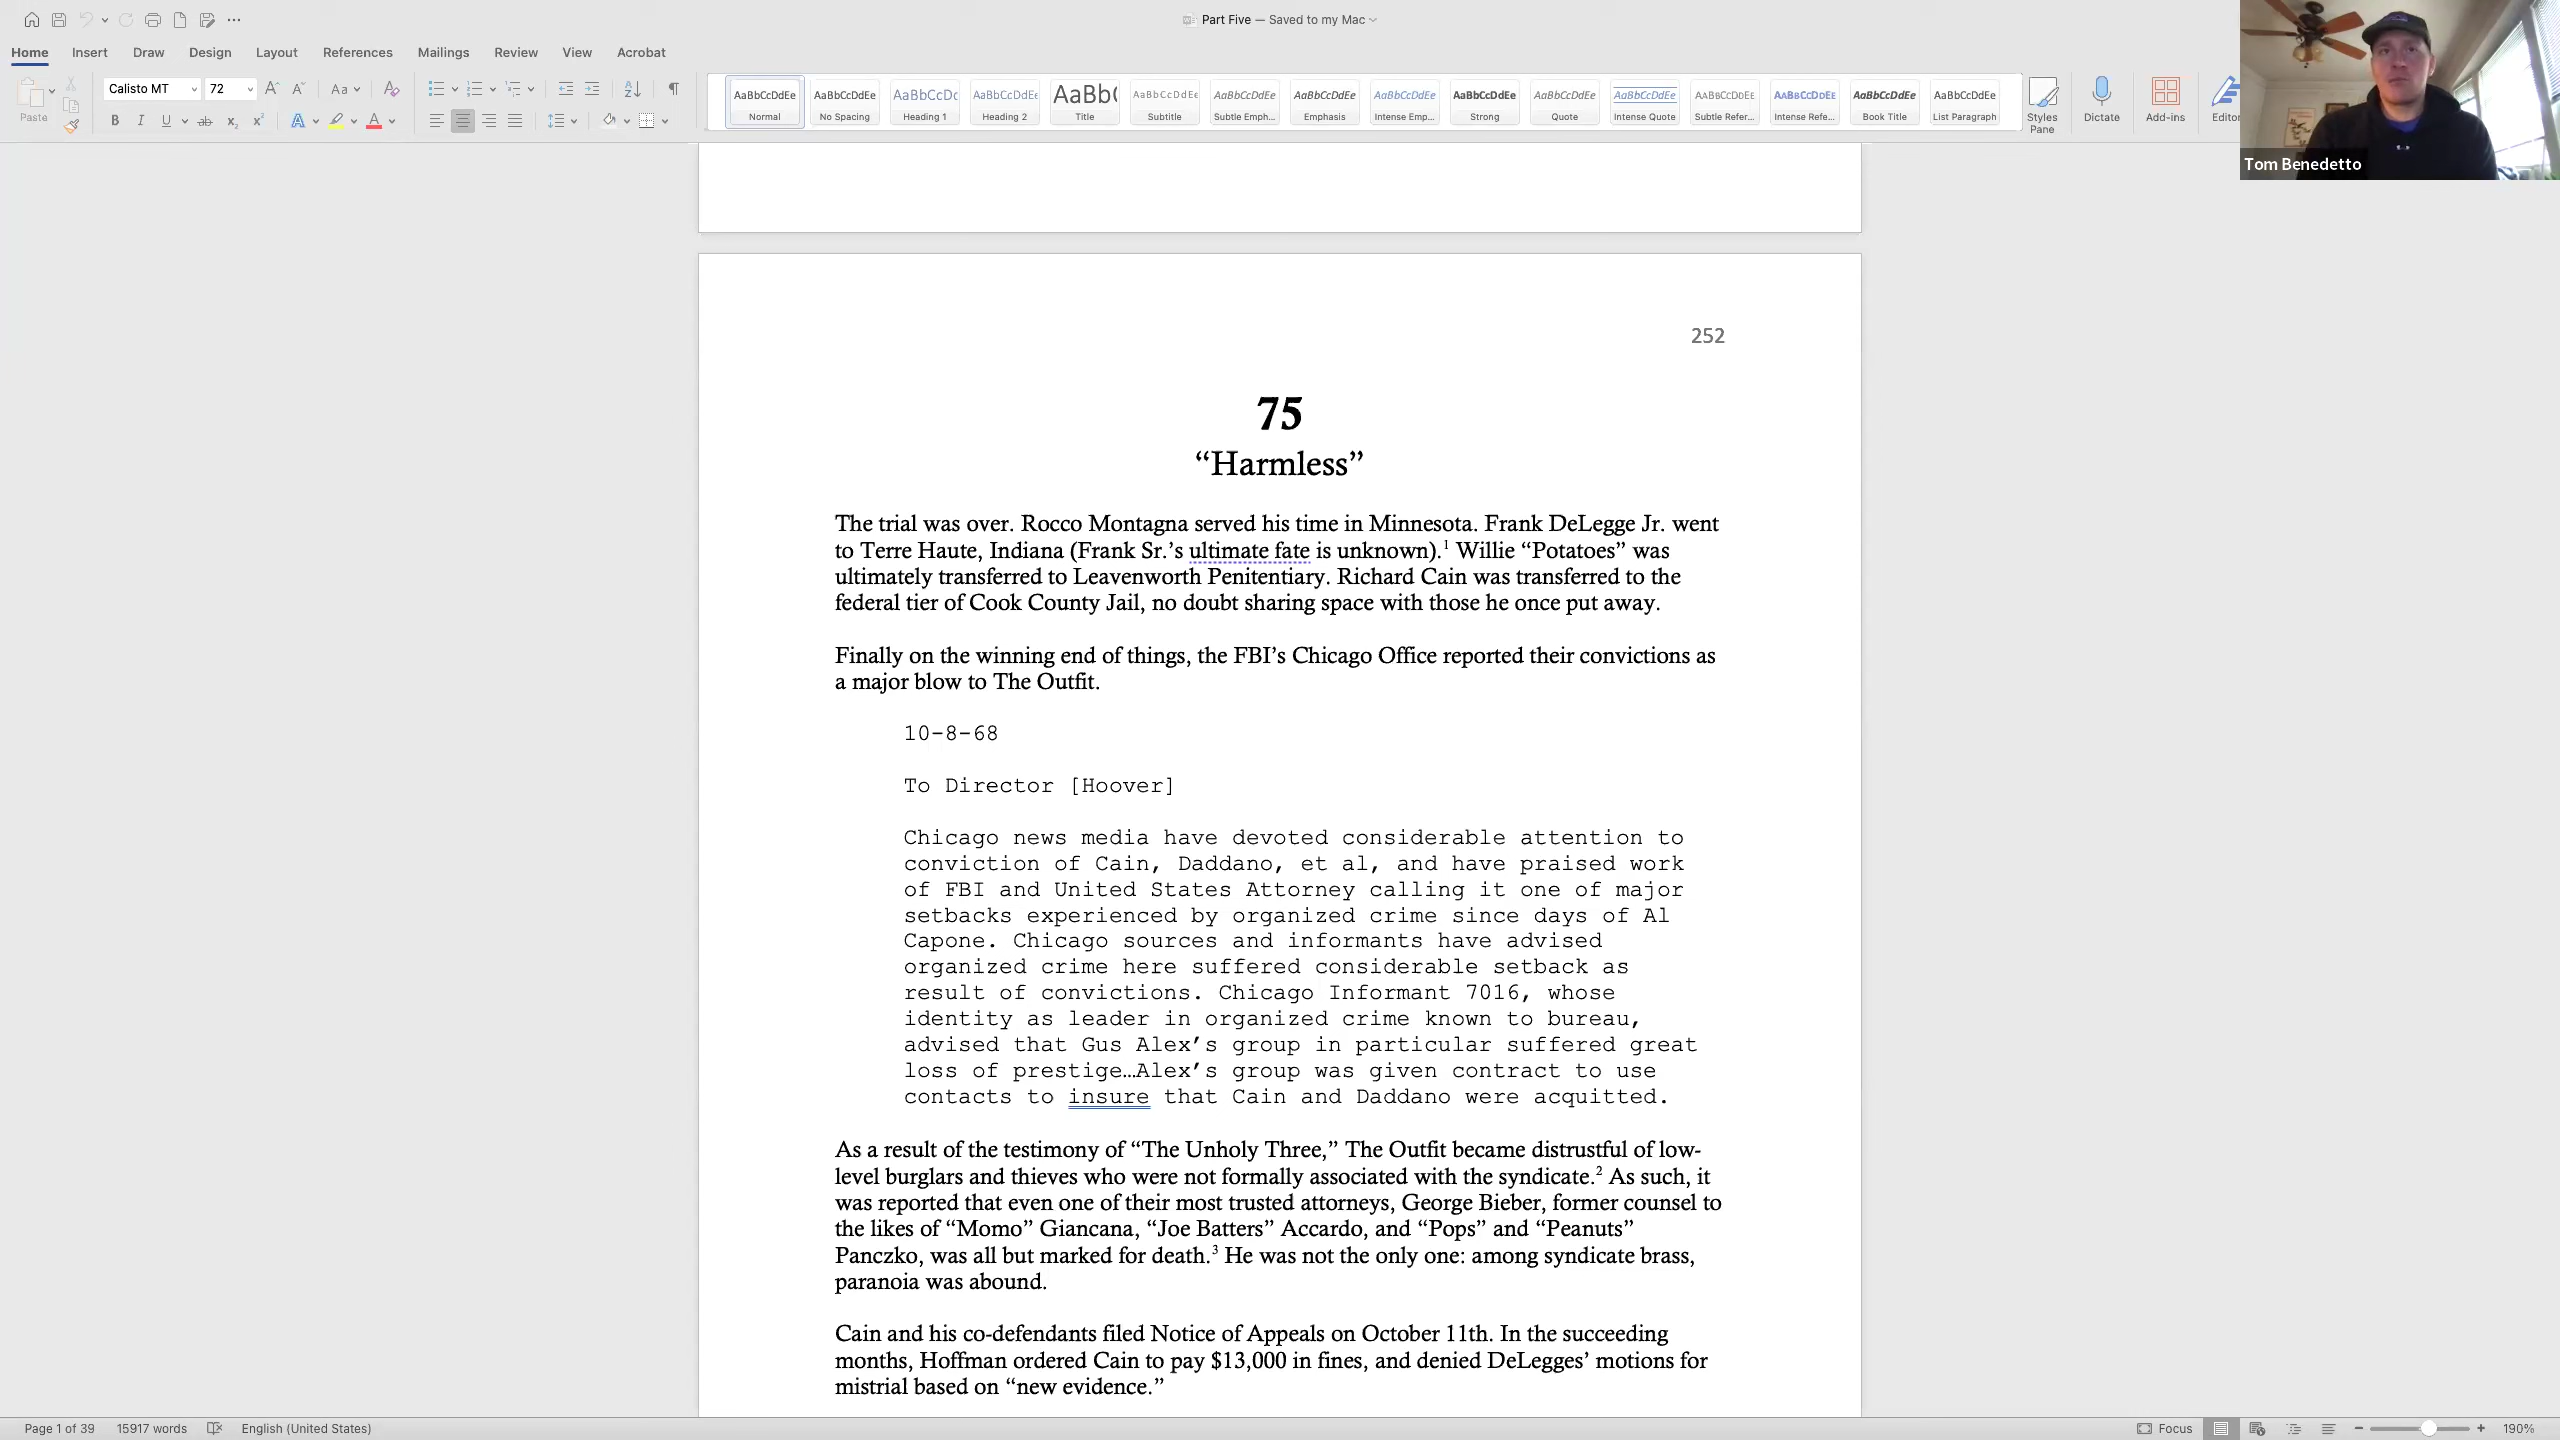 Part Five — Saved to my Mac
Home Insert Draw Design Layout References Mailings Review View Acrobat
Paste
Calisto MT 72
AaBbCcDdEe AaBbCcDdEe AaBbCcDc AaBbCcDdEe AaBb( AaBbCcDdEe AaBbCcDdEe AaBbCcDdEe AaBbCcDdEe AaBbCcDdEe AaBbCcDdEe AaBbCcDdEe AaBbCcDdEe AaBbCcDdEe AaBbCcDdEe AaBbCcDdEe
Normal No Spacing Heading 1 Heading 2 Title Subtitle Subtle Emph... Emphasis Intense Emp... Strong Quote Intense Quote Subtle Refer... Intense Refe... Book Title List Paragraph
Styles Pane Dictate Add-ins Editor
Tom Benedetto
252
75
“Harmless”
The trial was over. Rocco Montagna served his time in Minnesota. Frank DeLegge Jr. went
to Terre Haute, Indiana (Frank Sr.’s ultimate fate is unknown).1 Willie “Potatoes” was
ultimately transferred to Leavenworth Penitentiary. Richard Cain was transferred to the
federal tier of Cook County Jail, no doubt sharing space with those he once put away.
Finally on the winning end of things, the FBI’s Chicago Office reported their convictions as
a major blow to The Outfit.
10-8-68
To Director [Hoover]
Chicago news media have devoted considerable attention to
conviction of Cain, Daddano, et al, and have praised work
of FBI and United States Attorney calling it one of major
setbacks experienced by organized crime since days of Al
Capone. Chicago sources and informants have advised
organized crime here suffered considerable setback as
result of convictions. Chicago Informant 7016, whose
identity as leader in organized crime known to bureau,
advised that Gus Alex’s group in particular suffered great
loss of prestige…Alex’s group was given contract to use
contacts to insure that Cain and Daddano were acquitted.
As a result of the testimony of “The Unholy Three,” The Outfit became distrustful of low-
level burglars and thieves who were not formally associated with the syndicate.2 As such, it
was reported that even one of their most trusted attorneys, George Bieber, former counsel to
the likes of “Momo” Giancana, “Joe Batters” Accardo, and “Pops” and “Peanuts”
Panczko, was all but marked for death.3 He was not the only one: among syndicate brass,
paranoia was abound.
Cain and his co-defendants filed Notice of Appeals on October 11th. In the succeeding
months, Hoffman ordered Cain to pay $13,000 in fines, and denied DeLegges’ motions for
mistrial based on “new evidence.”
Page 1 of 39 15917 words English (United States) Focus 190%